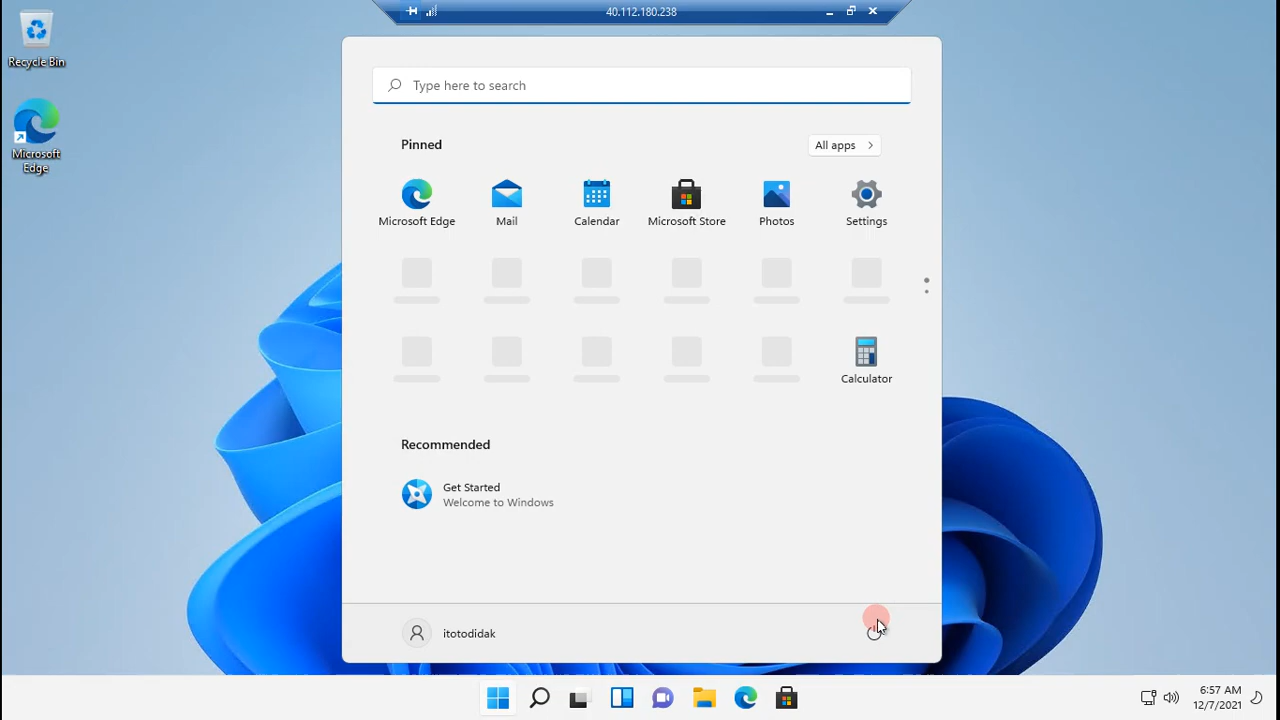 40.112.180.238
Recycle Bin
Microsoft
Edge
Type here to search
Pinned
All apps
Microsoft Edge
Mail
Calendar
Microsoft Store
Photos
Settings
Calculator
Recommended
Get Started
Welcome to Windows
itotodidak
6:57 AM
12/7/2021